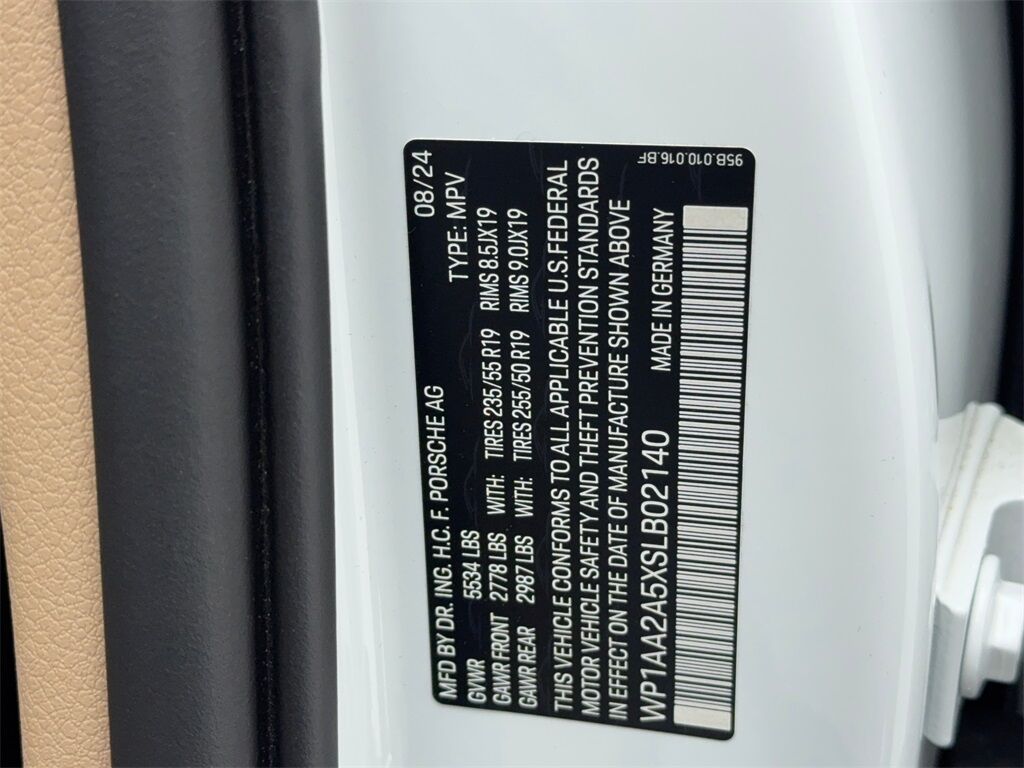 MFD BY DR. ING. H.C. F. PORSCHE AG 08/24
GVWR 5534 LBS TYPE: MPV
GAWR FRONT 2778 LBS WITH: TIRES 235/55 R19 RIMS 8.5JX19
GAWR REAR 2987 LBS WITH: TIRES 255/50 R19 RIMS 9.0JX19
THIS VEHICLE CONFORMS TO ALL APPLICABLE U.S. FEDERAL
MOTOR VEHICLE SAFETY AND THEFT PREVENTION STANDARDS
IN EFFECT ON THE DATE OF MANUFACTURE SHOWN ABOVE
WP1AA2A5XSLB02140 MADE IN GERMANY
95B.010.016.BF